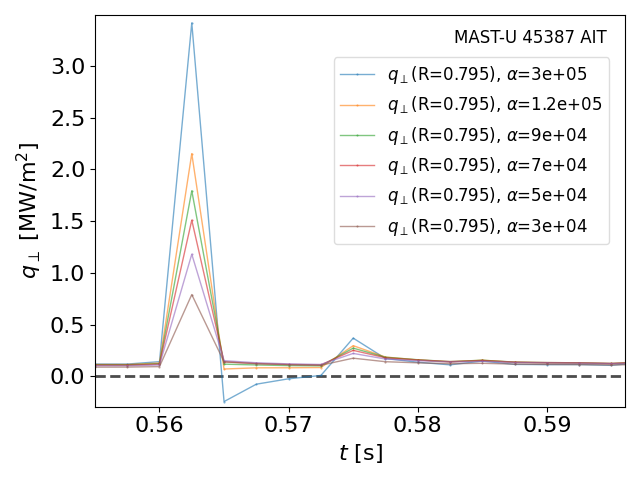 MAST-U 45387 AIT
q⊥(R=0.795), α=3e+05
q⊥(R=0.795), α=1.2e+05
q⊥(R=0.795), α=9e+04
q⊥(R=0.795), α=7e+04
q⊥(R=0.795), α=5e+04
q⊥(R=0.795), α=3e+04
q⊥ [MW/m²]
3.0
2.5
2.0
1.5
1.0
0.5
0.0
0.56 0.57 0.58 0.59
t [s]